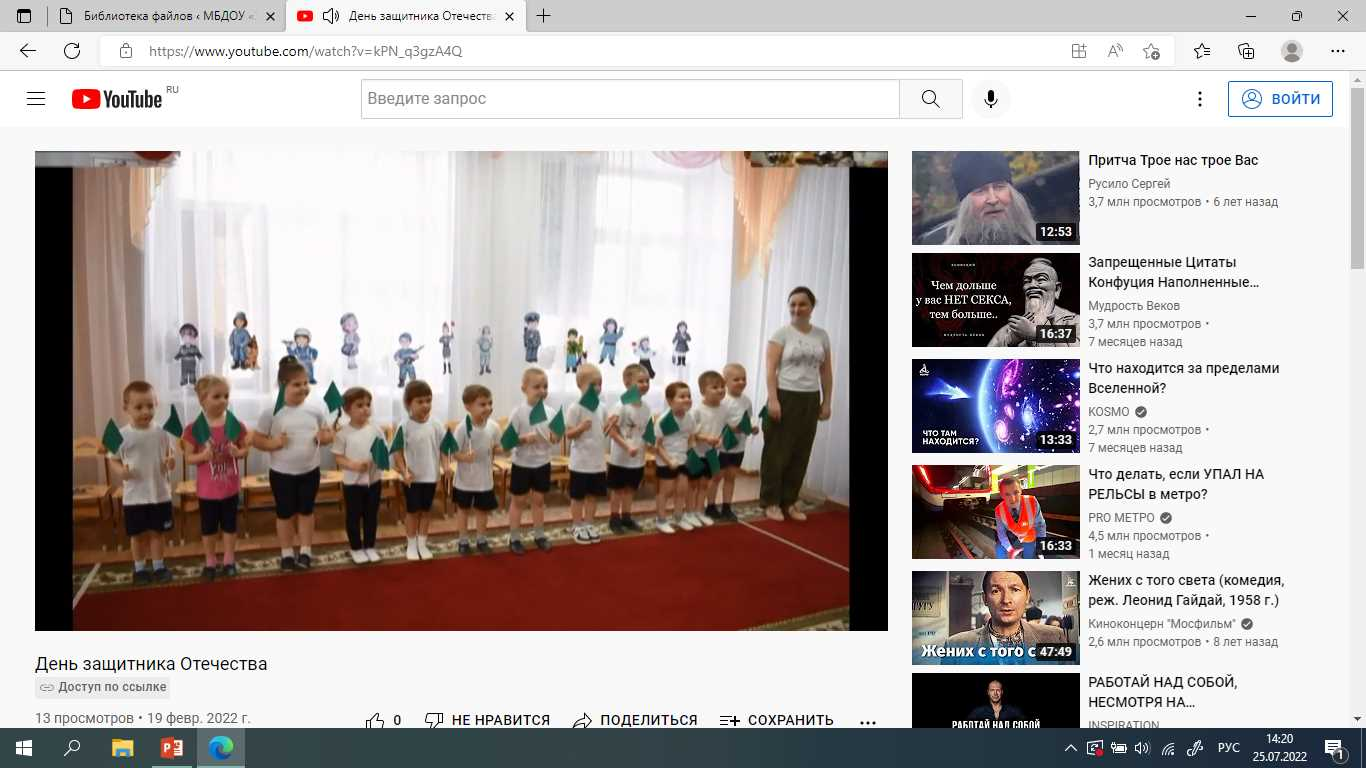 Библиотека файлов ‹ МБДОУ «
День защитника Отечества
https://www.youtube.com/watch?v=kPN_q3gzA4Q
YouTube RU
Введите запрос
ВОЙТИ
Притча Трое нас трое Вас
Русило Сергей
3,7 млн просмотров • 6 лет назад
12:53
Чем дольше
у вас НЕТ СЕКСА,
тем больше..
МУДРОСТЬ ВЕКОВ
16:37
Запрещенные Цитаты
Конфуция Наполненные...
Мудрость Веков
3,7 млн просмотров •
7 месяцев назад
ЧТО ТАМ
НАХОДИТСЯ?
13:33
Что находится за пределами
Вселенной?
KOSMO
2,7 млн просмотров •
7 месяцев назад
16:33
Что делать, если УПАЛ НА
РЕЛЬСЫ в метро?
PRO МЕТРО
4,5 млн просмотров •
1 месяц назад
Жених с того с
47:49
Жених с того света (комедия,
реж. Леонид Гайдай, 1958 г.)
Киноконцерн "Мосфильм"
2,6 млн просмотров • 8 лет назад
РАБОТАЙ НАД СОБОЙ
РАБОТАЙ НАД СОБОЙ,
НЕСМОТРЯ НА...
INSPIRATION
День защитника Отечества
Доступ по ссылке
13 просмотров • 19 февр. 2022 г.
0 НЕ НРАВИТСЯ ПОДЕЛИТЬСЯ СОХРАНИТЬ
РУС
14:20
25.07.2022
1